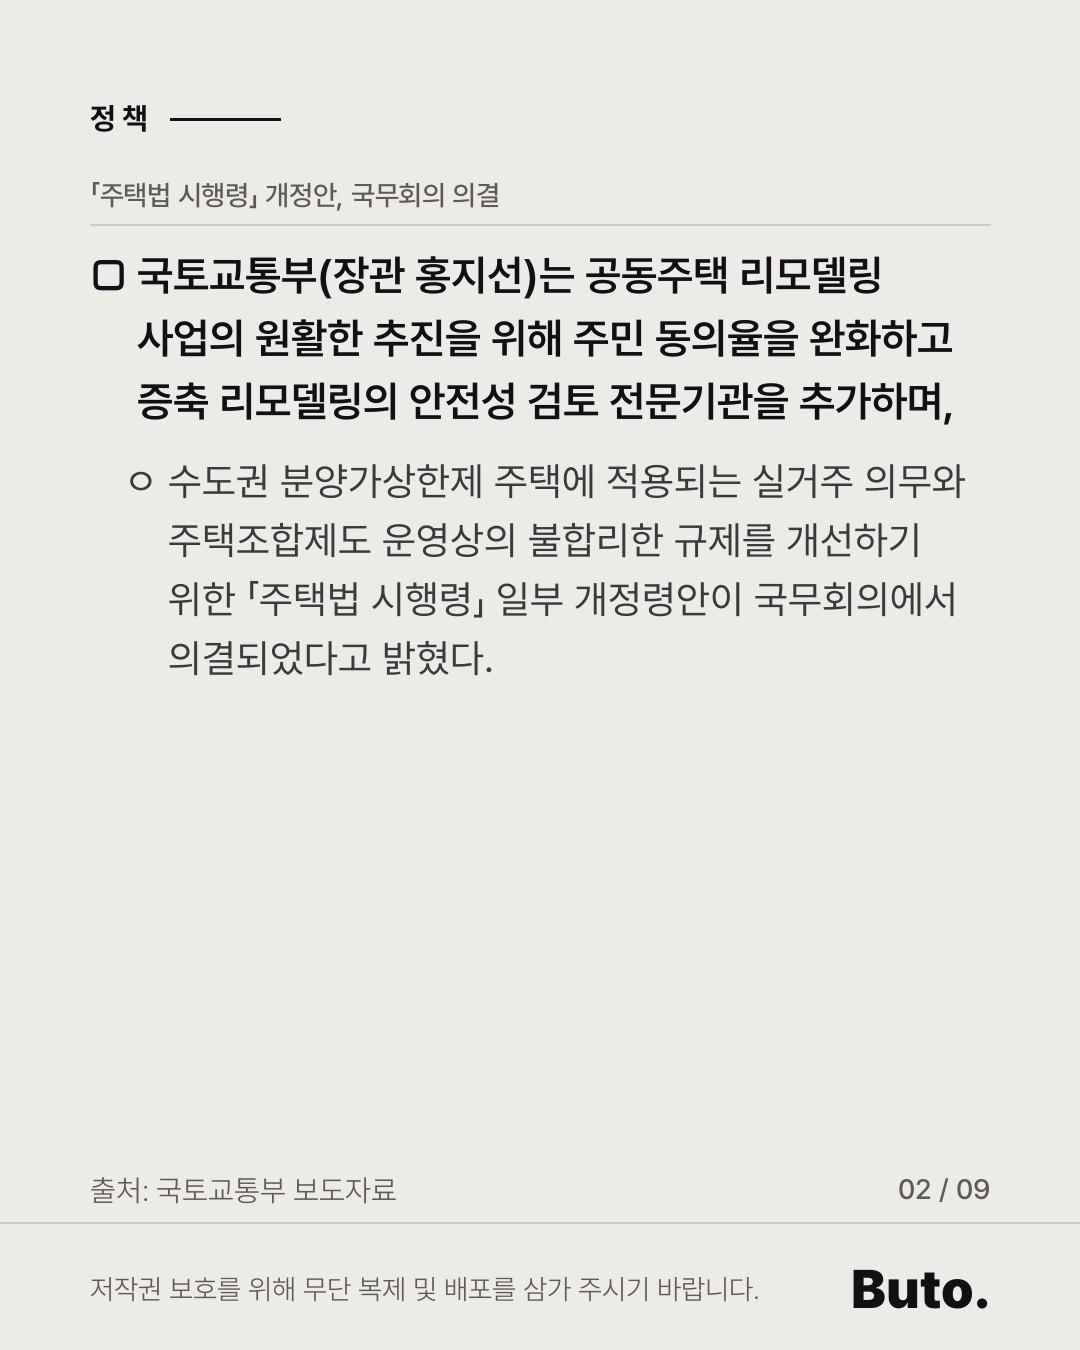 정책
「주택법 시행령」 개정안, 국무회의 의결
□ 국토교통부(장관 홍지선)는 공동주택 리모델링
사업의 원활한 추진을 위해 주민 동의율을 완화하고
증축 리모델링의 안전성 검토 전문기관을 추가하며,
ㅇ 수도권 분양가상한제 주택에 적용되는 실거주 의무와
주택조합제도 운영상의 불합리한 규제를 개선하기
위한 「주택법 시행령」 일부 개정령안이 국무회의에서
의결되었다고 밝혔다.
출처: 국토교통부 보도자료
02 / 09
저작권 보호를 위해 무단 복제 및 배포를 삼가 주시기 바랍니다.
Buto.